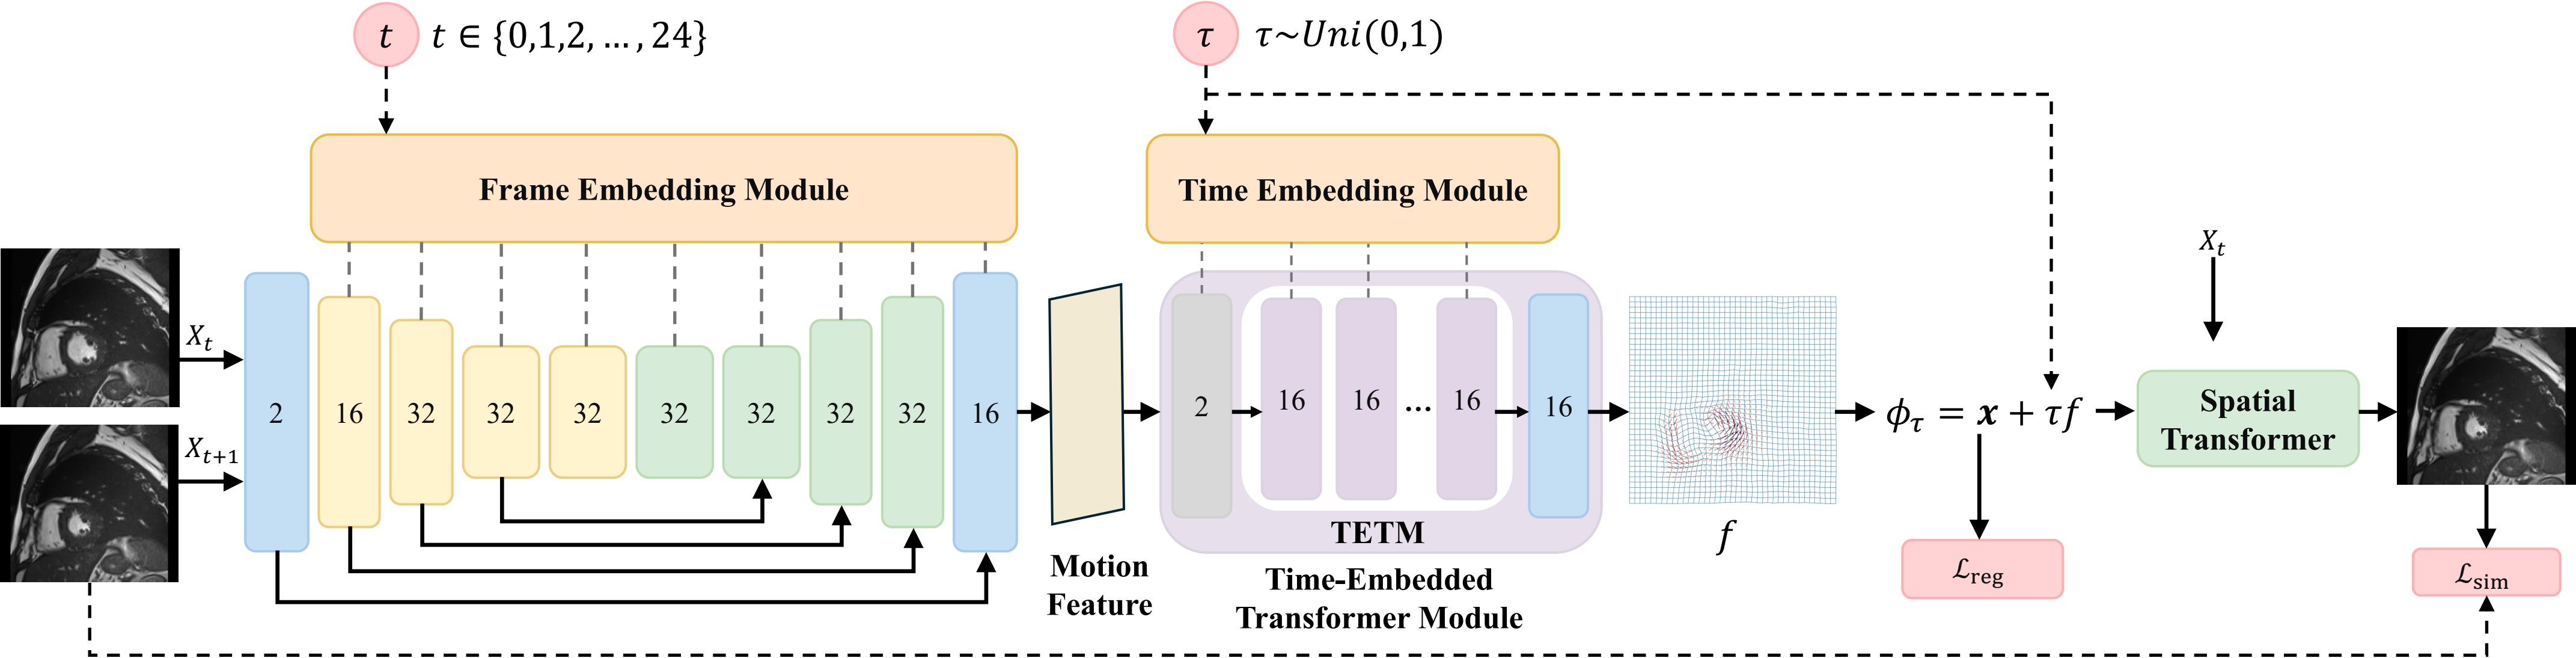 t t ∈ {0,1,2, …, 24}
τ τ~Uni(0,1)
Frame Embedding Module
Time Embedding Module
X_t
X_{t+1}
2 16 32 32 32 32 32 32 32 16
Motion
Feature
2 16 16 ... 16 16
TETM
Time-Embedded
Transformer Module
f
ϕ_τ = x + τf
ℒ_reg
X_t
Spatial
Transformer
ℒ_sim